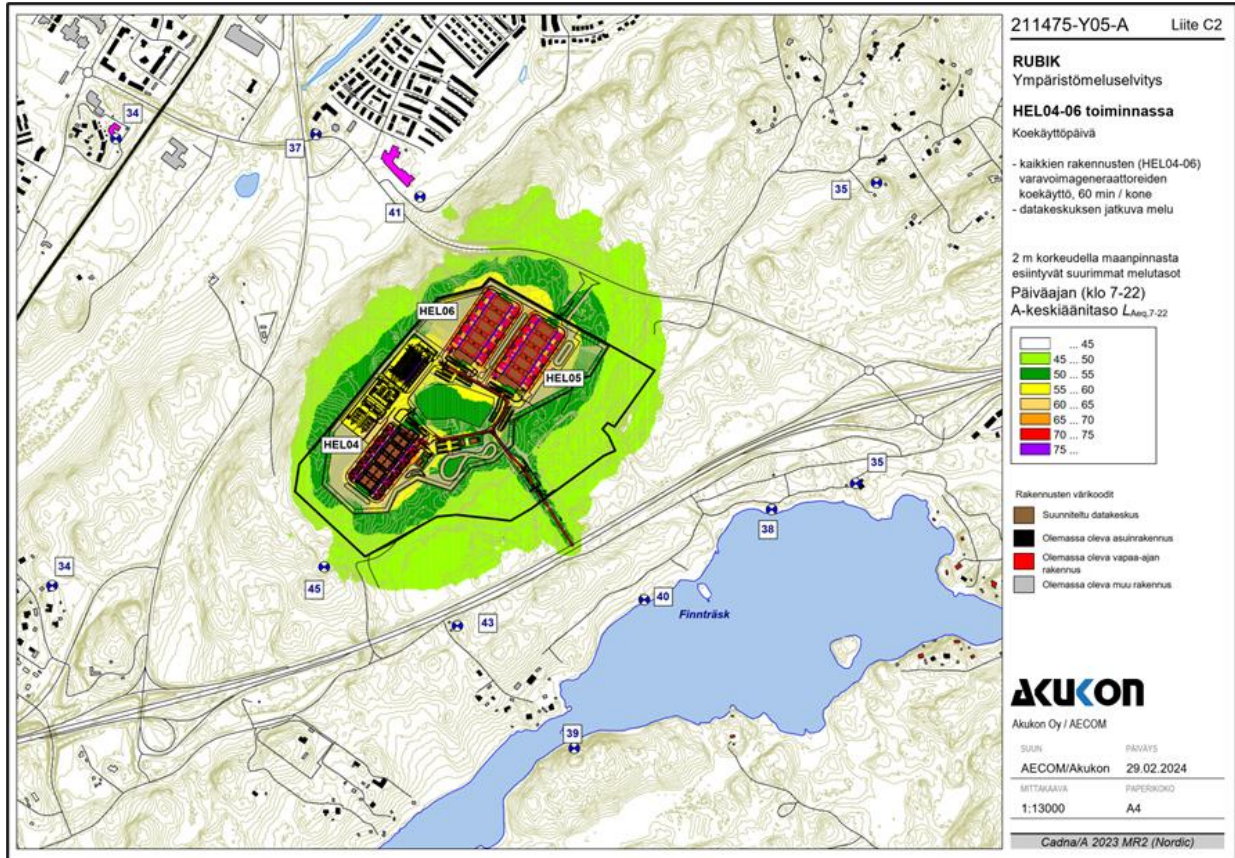 34
37
41
35
HEL06
HEL05
HEL04
35
38
34
45
40
Finnträsk
43
39
211475-Y05-A Liite C2
RUBIK
Ympäristömeluselvitys
HEL04-06 toiminnassa
Koekäyttöpäivä
- kaikkien rakennusten (HEL04-06)
varavoimageneraattoreiden
koekäyttö, 60 min / kone
- datakeskuksen jatkuva melu
2 m korkeudella maanpinnasta
esiintyvät suurimmat melutasot
Päiväajan (klo 7-22)
A-keskiäänitaso LAeq,7-22
... 45
45 ... 50
50 ... 55
55 ... 60
60 ... 65
65 ... 70
70 ... 75
75 ...
Rakennusten värikoodit
Suunniteltu datakeskus
Olemassa oleva asuinrakennus
Olemassa oleva vapaa-ajan
rakennus
Olemassa oleva muu rakennus
AKUKON
Akukon Oy / AECOM
SUUN PÄIVÄYS
AECOM/Akukon 29.02.2024
MITTAKAAVA PAPERIKOKO
1:13000 A4
Cadna/A 2023 MR2 (Nordic)